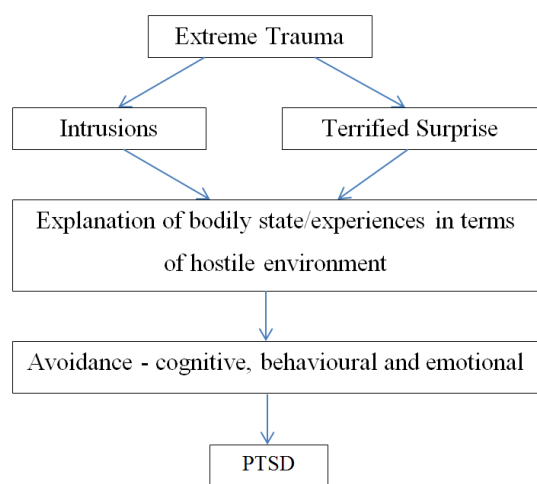 Extreme Trauma
Intrusions
Terrified Surprise
Explanation of bodily state/experiences in terms
of hostile environment
Avoidance - cognitive, behavioural and emotional
PTSD